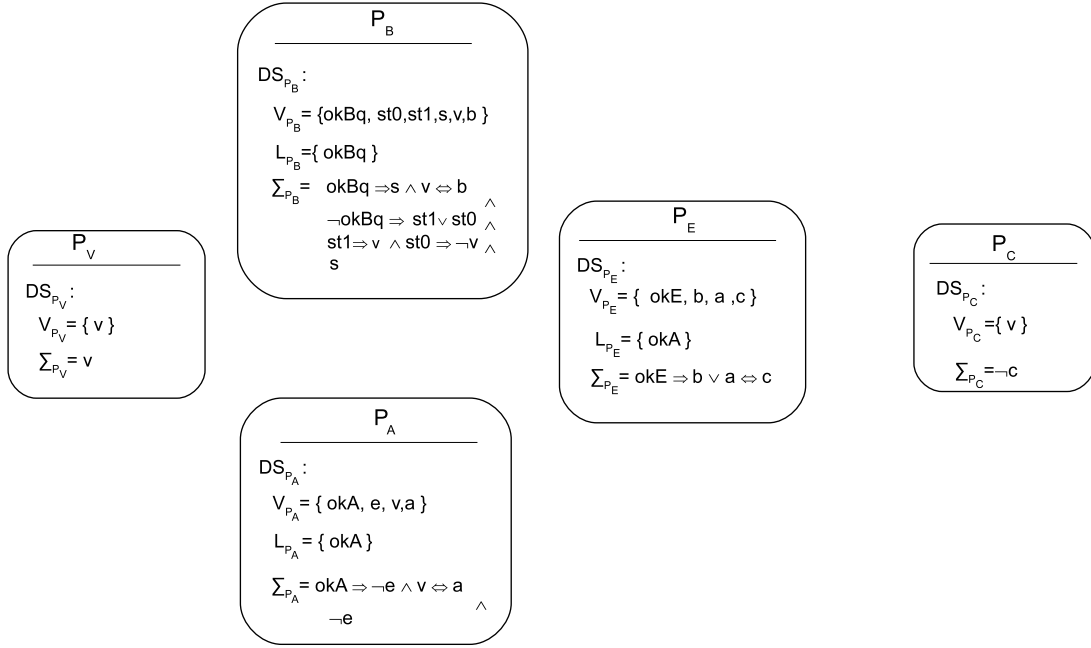 P_B
DS_{P_B}:
V_{P_B}= {okBq, st0,st1,s,v,b }
L_{P_B}={ okBq }
∑_{P_B}= okBq ⇒s ∧ v ⇔ b ∧
¬okBq ⇒ st1∨ st0 ∧
st1⇒ v ∧ st0 ⇒ ¬v ∧
s
P_V
DS_{P_V}:
V_{P_V}= { v }
∑_{P_V}= v
P_E
DS_{P_E}:
V_{P_E}= { okE, b, a ,c }
L_{P_E}= { okA }
∑_{P_E}= okE ⇒ b ∨ a ⇔ c
P_C
DS_{P_C}:
V_{P_C}={ v }
∑_{P_C}=¬c
P_A
DS_{P_A}:
V_{P_A}= { okA, e, v,a }
L_{P_A}= { okA }
∑_{P_A}= okA ⇒ ¬e ∧ v ⇔ a ∧
¬e